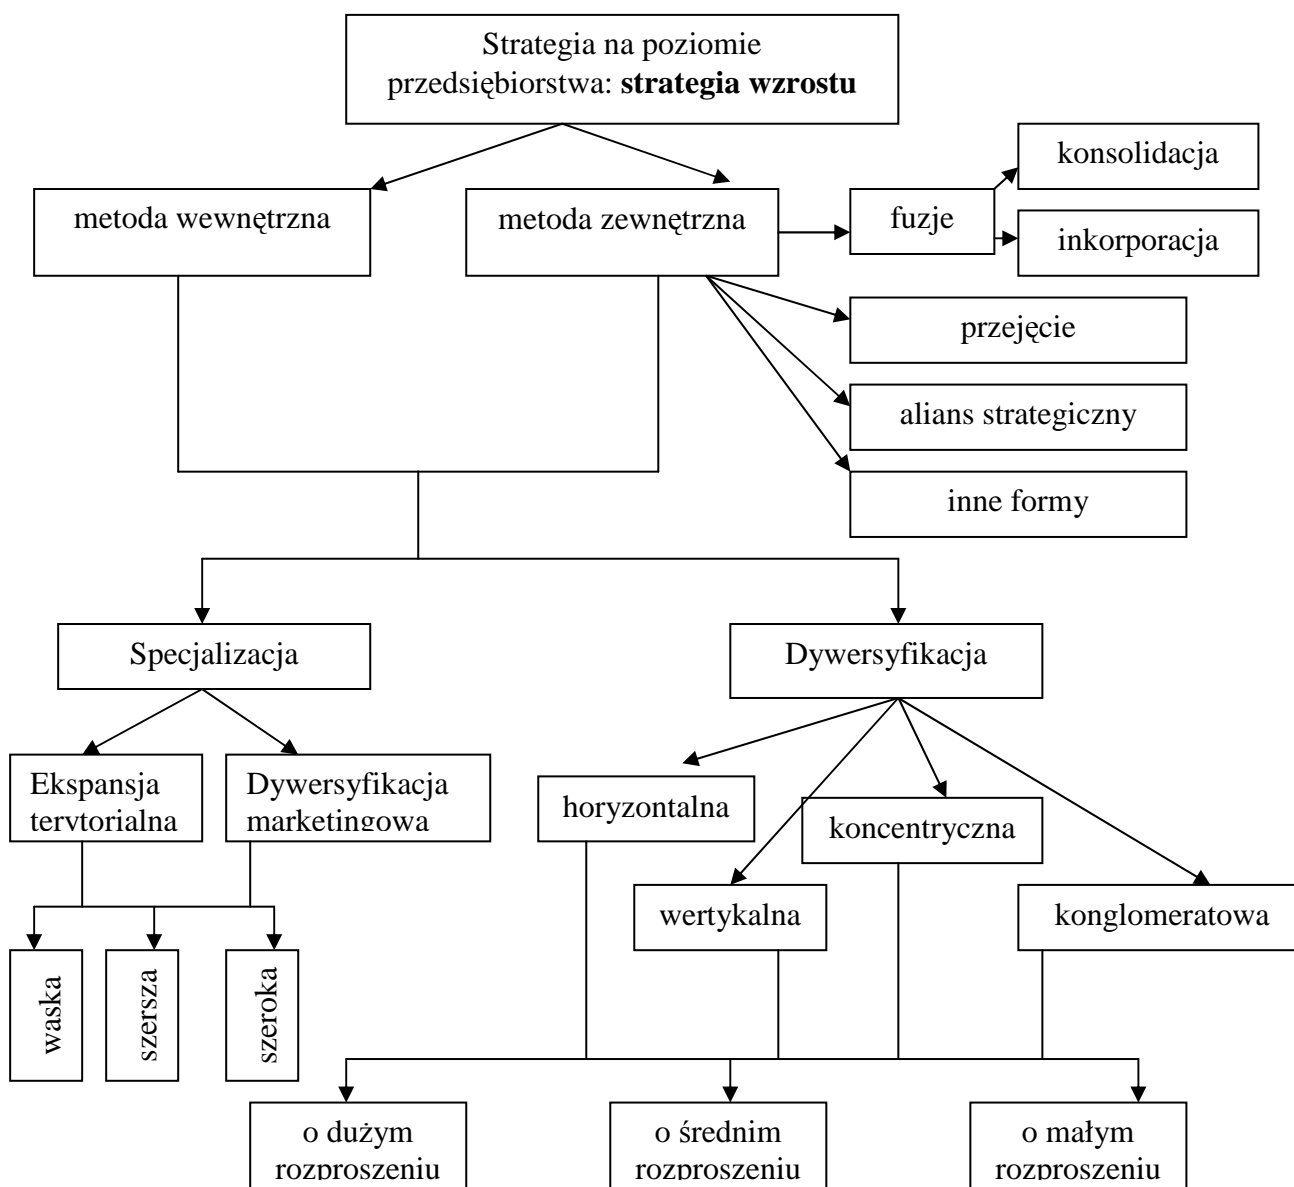 Strategia na poziomie
przedsiębiorstwa: strategia wzrostu
konsolidacja
metoda wewnętrzna
metoda zewnętrzna
fuzje
inkorporacja
przejęcie
alians strategiczny
inne formy
Specjalizacja
Dywersyfikacja
Ekspansja
terytorialna
Dywersyfikacja
marketingowa
horyzontalna
koncentryczna
wertykalna
konglomeratowa
waska
szersza
szeroka
o dużym
rozproszeniu
o średnim
rozproszeniu
o małym
rozproszeniu